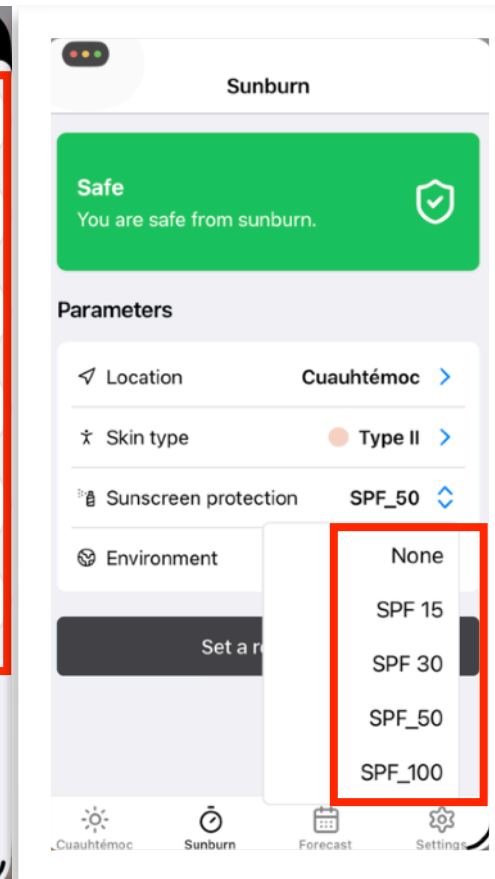 Sunburn
Safe
You are safe from sunburn.
Parameters
Location Cuauhtémoc
Skin type Type II
Sunscreen protection SPF_50
Environment
None
SPF 15
SPF 30
SPF_50
SPF_100
Set a r
Cuauhtémoc Sunburn Forecast Settings